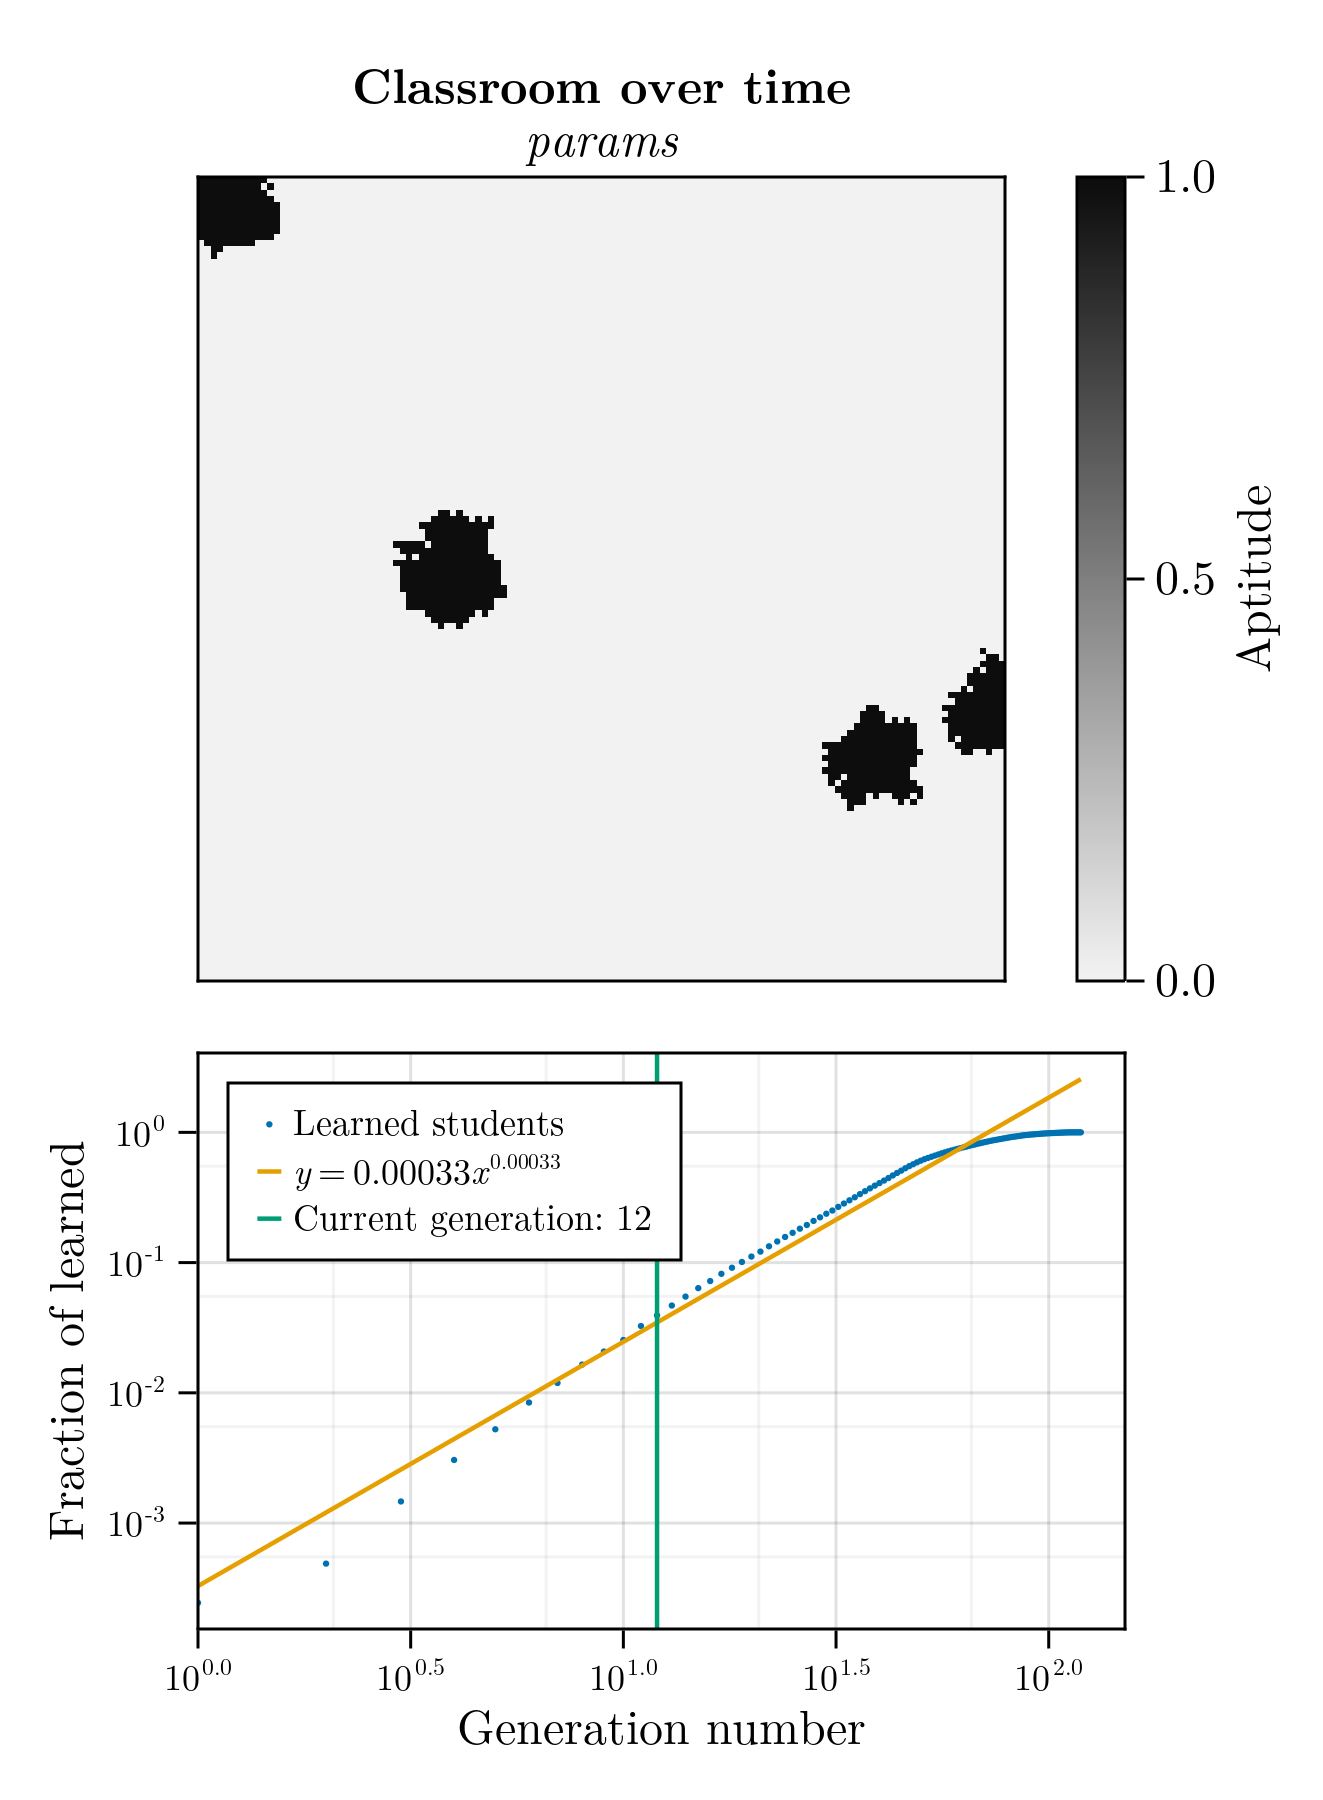 Classroom over time
params
1.0
0.5
0.0
Aptitude
Learned students
y = 0.00033x^0.00033
Current generation: 12
10^0
10^-1
10^-2
10^-3
Fraction of learned
10^0.0 10^0.5 10^1.0 10^1.5 10^2.0
Generation number